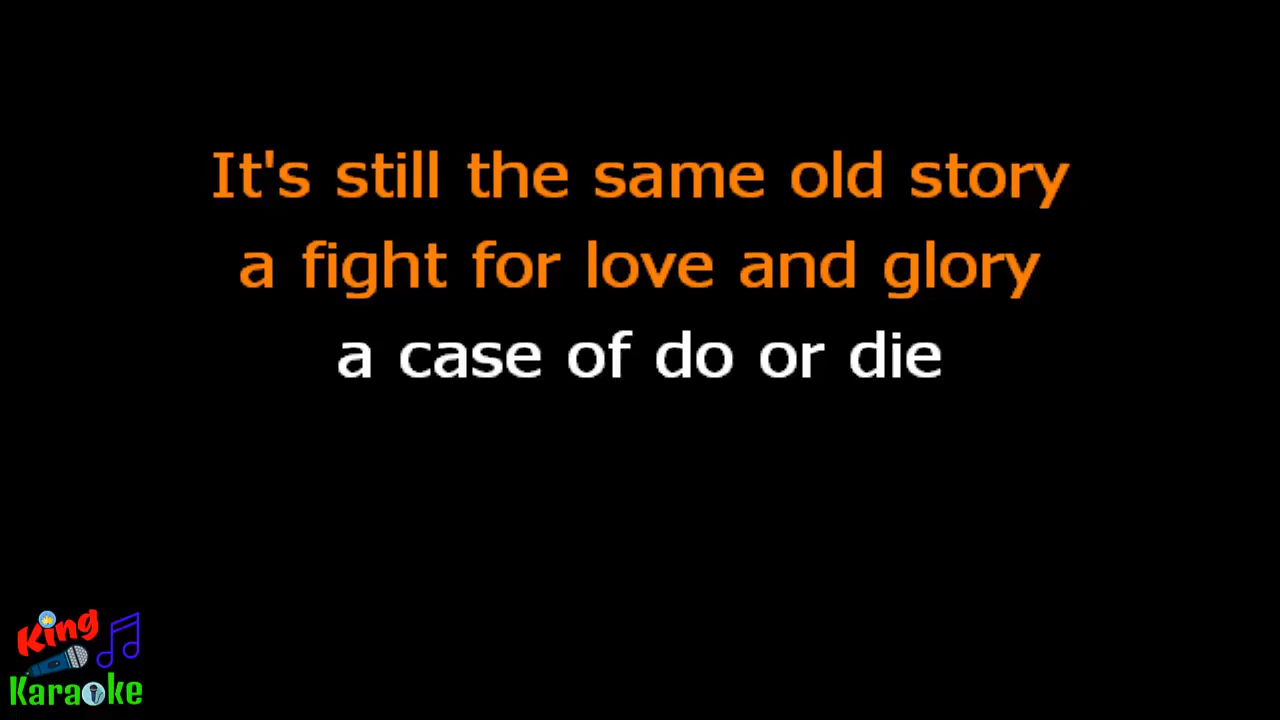 It's still the same old story
a fight for love and glory
a case of do or die
King
Karaoke